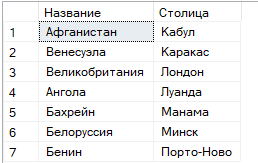 Название Столица
1 Афганистан Кабул
2 Венесуэла Каракас
3 Великобритания Лондон
4 Ангола Луанда
5 Бахрейн Манама
6 Белоруссия Минск
7 Бенин Порто-Ново